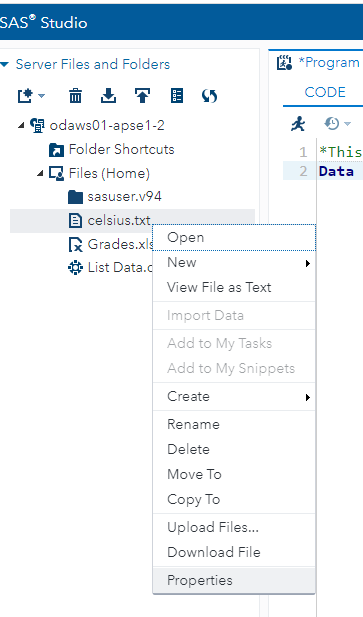 SAS® Studio
Server Files and Folders
odaws01-apse1-2
Folder Shortcuts
Files (Home)
sasuser.v94
celsius.txt
Grades.xls
List Data.c
Open
New
View File as Text
Import Data
Add to My Tasks
Add to My Snippets
Create
Rename
Delete
Move To
Copy To
Upload Files...
Download File
Properties
*Program
CODE
1 *This
2 Data